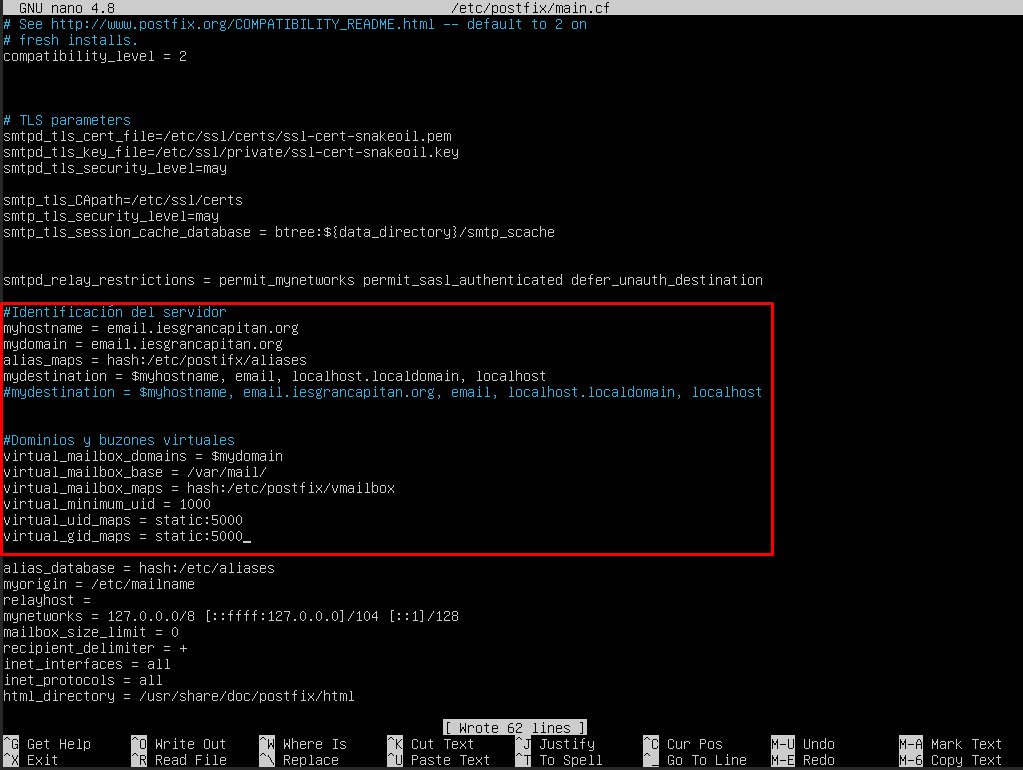 GNU nano 4.8 /etc/postfix/main.cf
# See http://www.postfix.org/COMPATIBILITY_README.html -- default to 2 on
# fresh installs.
compatibility_level = 2
# TLS parameters
smtpd_tls_cert_file=/etc/ssl/certs/ssl-cert-snakeoil.pem
smtpd_tls_key_file=/etc/ssl/private/ssl-cert-snakeoil.key
smtpd_tls_security_level=may
smtp_tls_CApath=/etc/ssl/certs
smtp_tls_security_level=may
smtp_tls_session_cache_database = btree:${data_directory}/smtp_scache
smtpd_relay_restrictions = permit_mynetworks permit_sasl_authenticated defer_unauth_destination
#Identificación del servidor
myhostname = email.iesgrancapitan.org
mydomain = email.iesgrancapitan.org
alias_maps = hash:/etc/postifx/aliases
mydestination = $myhostname, email, localhost.localdomain, localhost
#mydestination = $myhostname, email.iesgrancapitan.org, email, localhost.localdomain, localhost
#Dominios y buzones virtuales
virtual_mailbox_domains = $mydomain
virtual_mailbox_base = /var/mail/
virtual_mailbox_maps = hash:/etc/postfix/vmailbox
virtual_minimum_uid = 1000
virtual_uid_maps = static:5000
virtual_gid_maps = static:5000_
alias_database = hash:/etc/aliases
myorigin = /etc/mailname
relayhost =
mynetworks = 127.0.0.0/8 [::ffff:127.0.0.0]/104 [::1]/128
mailbox_size_limit = 0
recipient_delimiter = +
inet_interfaces = all
inet_protocols = all
html_directory = /usr/share/doc/postfix/html
[ Wrote 62 lines ]
^G Get Help ^O Write Out ^W Where Is ^K Cut Text ^J Justify ^C Cur Pos M-U Undo M-A Mark Text
^X Exit ^R Read File ^\ Replace ^U Paste Text ^T To Spell ^_ Go To Line M-E Redo M-6 Copy Text